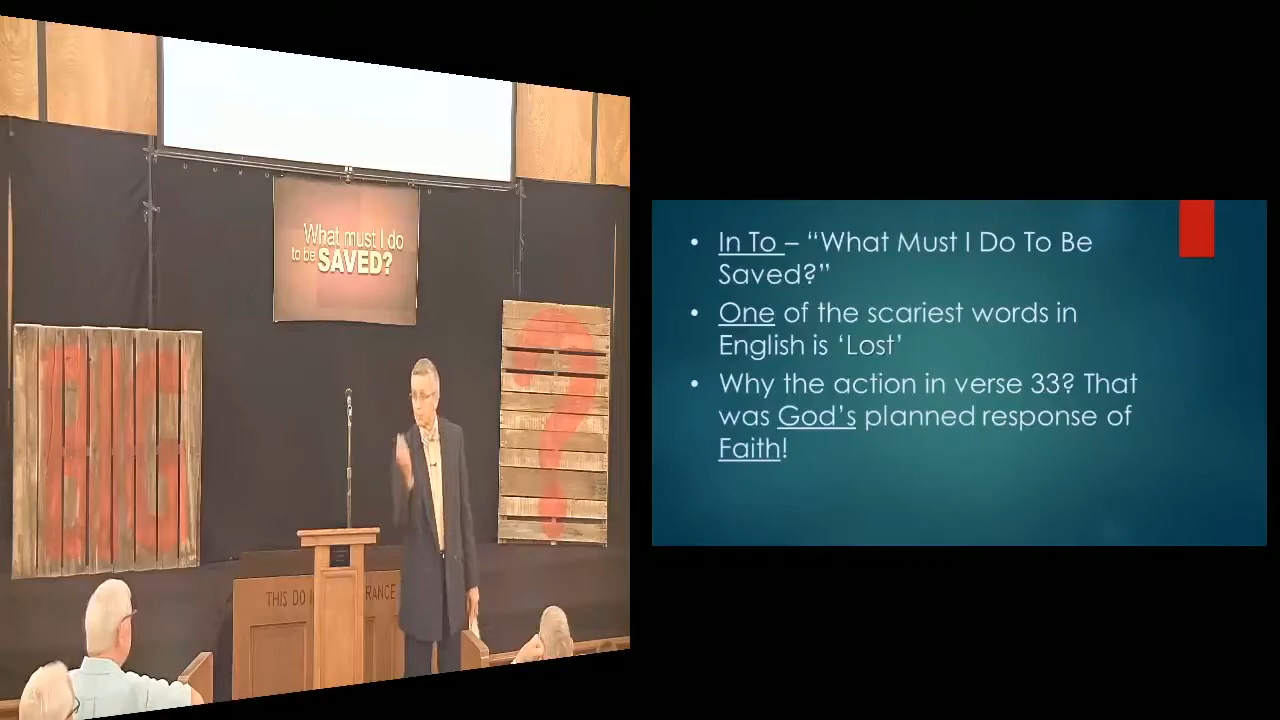 What must I do
to be SAVED?
BIG
?
THIS DO I
RANCE
• In To – “What Must I Do To Be
Saved?”
• One of the scariest words in
English is ‘Lost’
• Why the action in verse 33? That
was God’s planned response of
Faith!